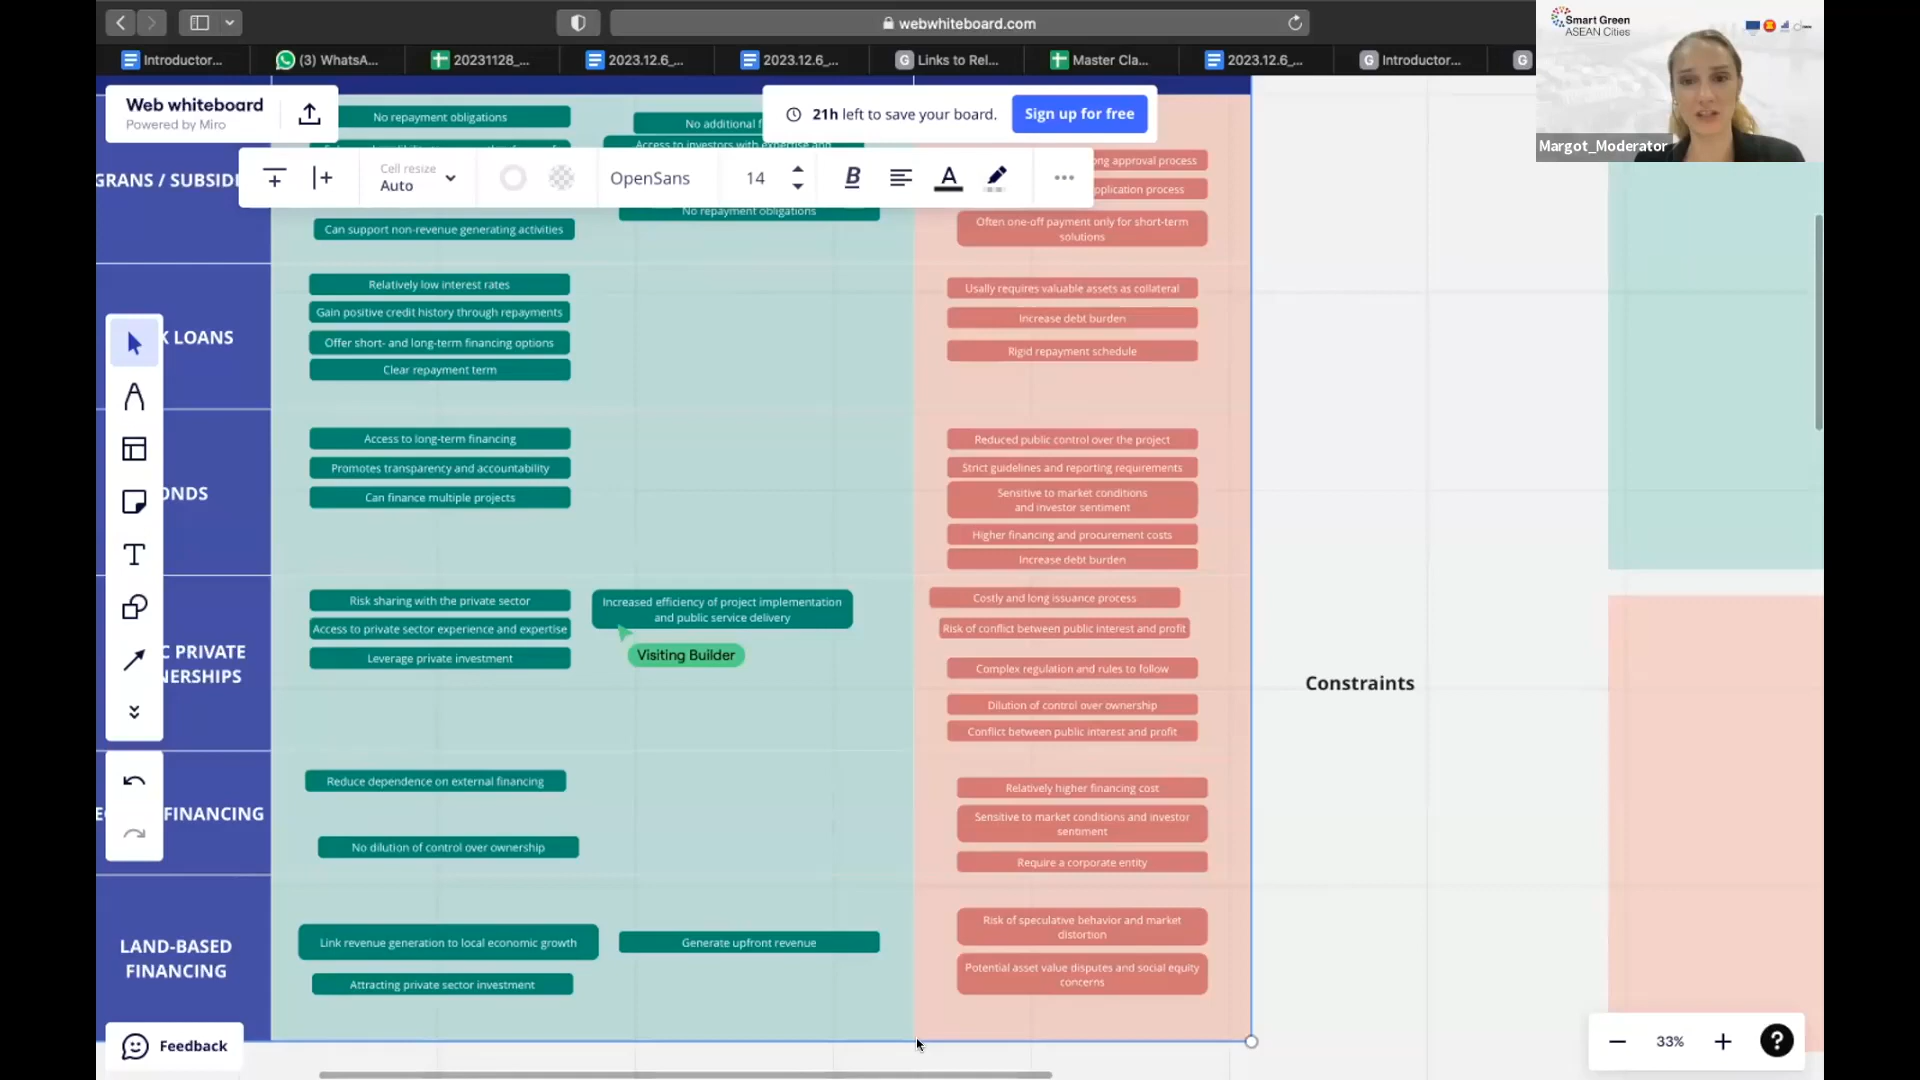 webwhiteboard.com
Introductor...
(3) WhatsA...
20231128_...
2023.12.6_...
2023.12.6_...
Links to Rel...
Master Cla...
2023.12.6_...
Introductor...
Smart Green
ASEAN Cities
Margot_Moderator
Web whiteboard
Powered by Miro
21h left to save your board.
Sign up for free
Cell resize
Auto
OpenSans
14
GRANS / SUBSIDI
No repayment obligations
No additional f
Access to investors with expertise and
No repayment obligations
Can support non-revenue generating activities
ong approval process
pplication process
Often one-off payment only for short-term
solutions
LOANS
Relatively low interest rates
Gain positive credit history through repayments
Offer short- and long-term financing options
Clear repayment term
Usally requires valuable assets as collateral
Increase debt burden
Rigid repayment schedule
ONDS
Access to long-term financing
Promotes transparency and accountability
Can finance multiple projects
Reduced public control over the project
Strict guidelines and reporting requirements
Sensitive to market conditions
and investor sentiment
Higher financing and procurement costs
Increase debt burden
C PRIVATE
NERSHIPS
Risk sharing with the private sector
Access to private sector experience and expertise
Leverage private investment
Increased efficiency of project implementation
and public service delivery
Visiting Builder
Costly and long issuance process
Risk of conflict between public interest and profit
Complex regulation and rules to follow
Dilution of control over ownership
Conflict between public interest and profit
Constraints
FINANCING
Reduce dependence on external financing
No dilution of control over ownership
Relatively higher financing cost
Sensitive to market conditions and investor
sentiment
Require a corporate entity
LAND-BASED
FINANCING
Link revenue generation to local economic growth
Generate upfront revenue
Attracting private sector investment
Risk of speculative behavior and market
distortion
Potential asset value disputes and social equity
concerns
Feedback
33%